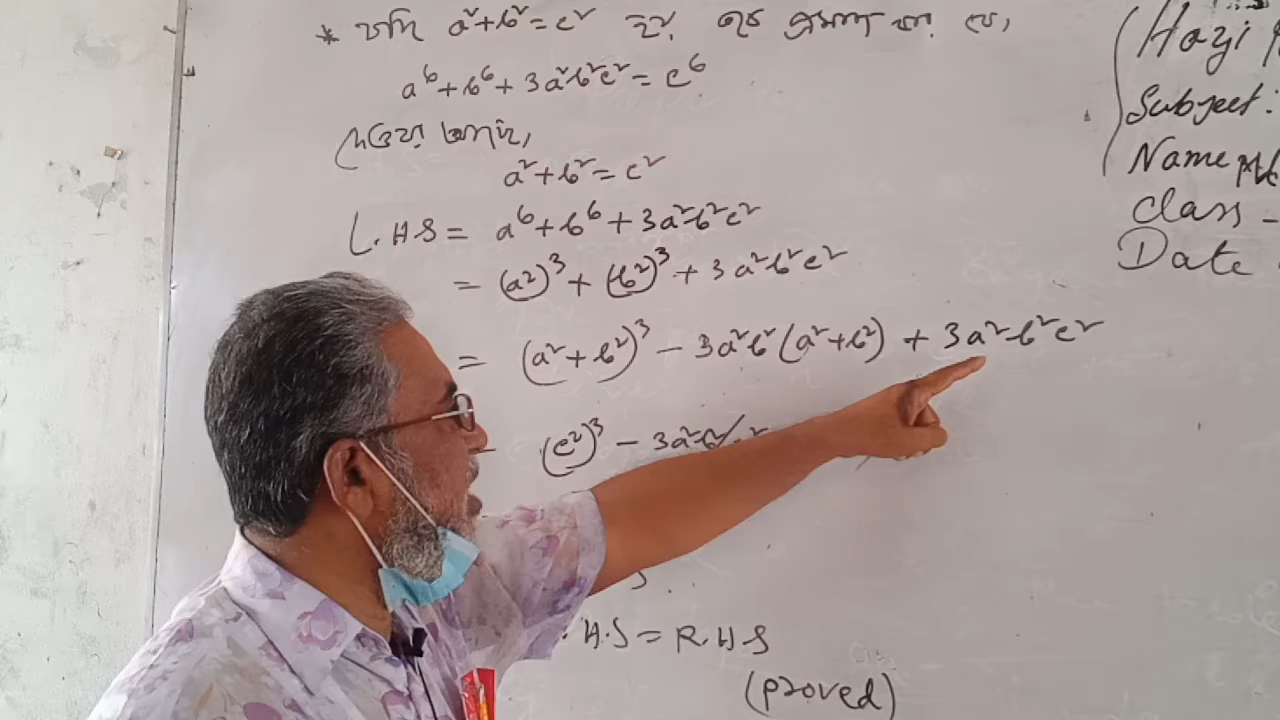 * যদি a²+b²=c² হয়, তবে প্রমাণ কর যে,
a⁶+b⁶+3a²b²c²=c⁶
দেওয়া আছে,
a²+b²=c²
L.H.S = a⁶+b⁶+3a²b²c²
= (a²)³+(b²)³+3a²b²c²
= (a²+b²)³-3a²b²(a²+b²)+3a²b²c²
(c²)³-3a²b²
.H.S=R.H.S
(proved)
(Hazi
Subject:
Name
Class -
Date